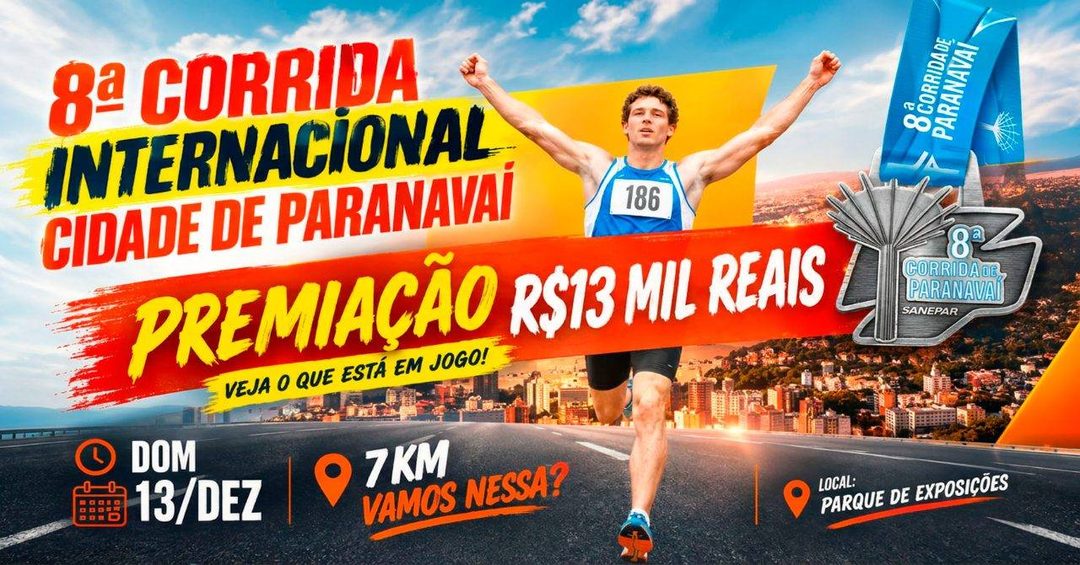 8ª CORRIDA
INTERNACIONAL
CIDADE DE PARANAVAÍ
PREMIAÇÃO R$13 MIL REAIS
VEJA O QUE ESTÁ EM JOGO!
186
8ª
CORRIDA DE
PARANAVAÍ
8ª
CORRIDA DE
PARANAVAÍ
SANEPAR
DOM
13/DEZ
7 KM
VAMOS NESSA?
LOCAL:
PARQUE DE EXPOSIÇÕES